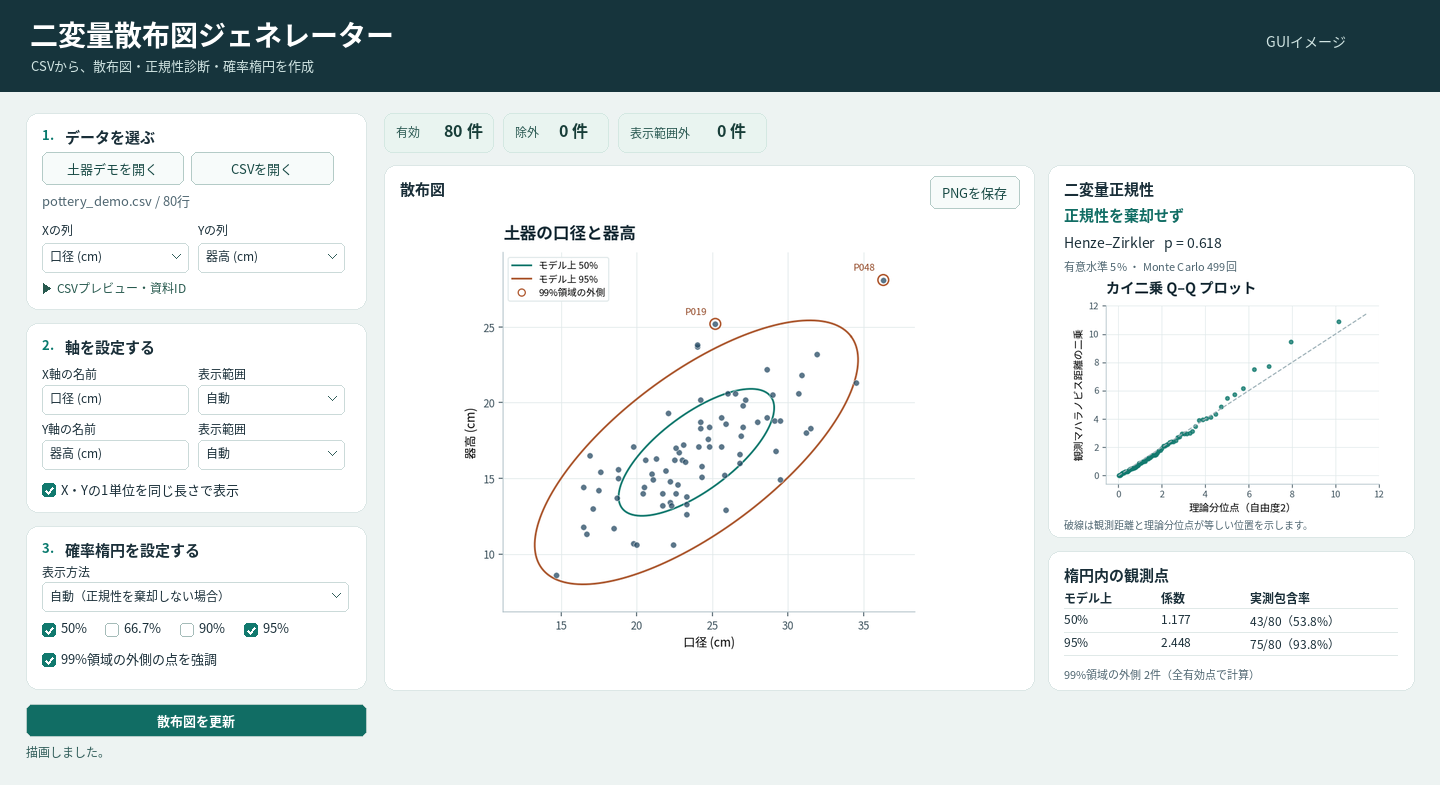 二変量散布図ジェネレーター
CSVから、散布図・正規性診断・確率楕円を作成
GUIイメージ
1. データを選ぶ
土器デモを開く
CSVを開く
pottery_demo.csv / 80行
Xの列
Yの列
口径 (cm)
器高 (cm)
CSVプレビュー・資料ID
2. 軸を設定する
X軸の名前
表示範囲
口径 (cm)
自動
Y軸の名前
表示範囲
器高 (cm)
自動
X・Yの1単位を同じ長さで表示
3. 確率楕円を設定する
表示方法
自動（正規性を棄却しない場合）
50%
66.7%
90%
95%
99%領域の外側の点を強調
散布図を更新
描画しました。
有効 80 件
除外 0 件
表示範囲外 0 件
散布図
PNGを保存
土器の口径と器高
モデル上 50%
モデル上 95%
99%領域の外側
P048
P019
25
20
15
10
器高 (cm)
15 20 25 30 35
口径 (cm)
二変量正規性
正規性を棄却せず
Henze–Zirkler p = 0.618
有意水準 5% ・ Monte Carlo 499回
カイ二乗 Q–Q プロット
12
10
8
6
4
2
0
観測マハラノビス距離の二乗
0 2 4 6 8 10 12
理論分位点（自由度2）
破線は観測距離と理論分位点が等しい位置を示します。
楕円内の観測点
モデル上 係数 実測包含率
50% 1.177 43/80（53.8%）
95% 2.448 75/80（93.8%）
99%領域の外側 2件（全有効点で計算）